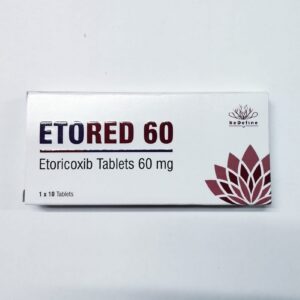 ETORED 60
Etoricoxib Tablets 60 mg
1 x 10 Tablets
ReDefine